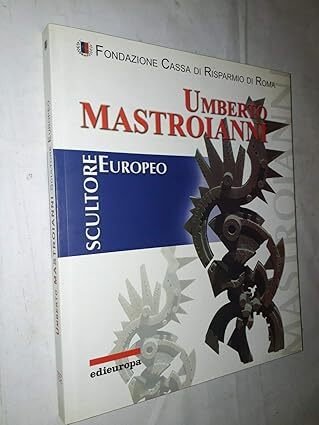 FONDAZIONE CASSA DI RISPARMIO DI ROMA
UMBERTO
MASTROIANNI
SCULTORE
EUROPEO
MASTROIANNI
edieuropa
UMBERTO MASTROIANNI SCULTORE EUROPEO